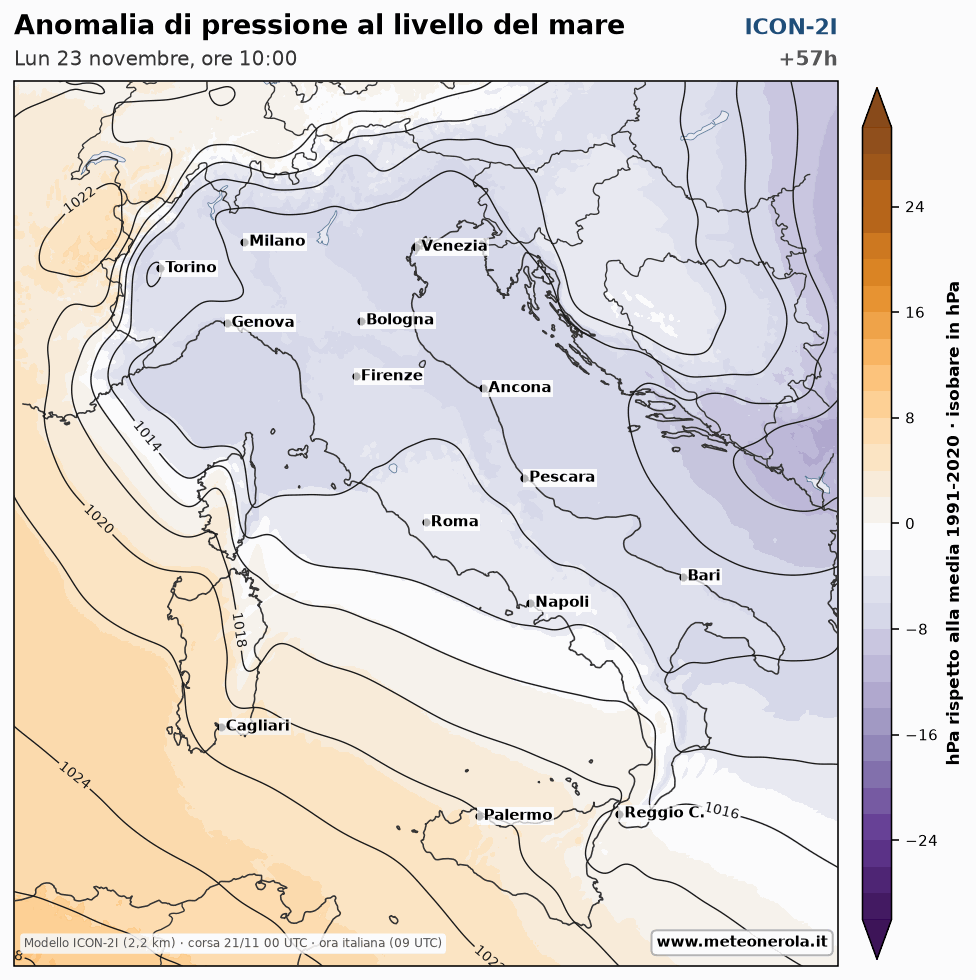 Anomalia di pressione al livello del mare
ICON-2I
Lun 23 novembre, ore 10:00
+57h
1022
Milano
Venezia
Torino
Genova
Bologna
Firenze
Ancona
1014
Pescara
1020
Roma
Bari
Napoli
1018
Cagliari
1024
Palermo
Reggio C.
1016
Modello ICON-2I (2,2 km) · corsa 21/11 00 UTC · ora italiana (09 UTC)
www.meteonerola.it
24
16
8
0
−8
−16
−24
hPa rispetto alla media 1991-2020 · isobare in hPa